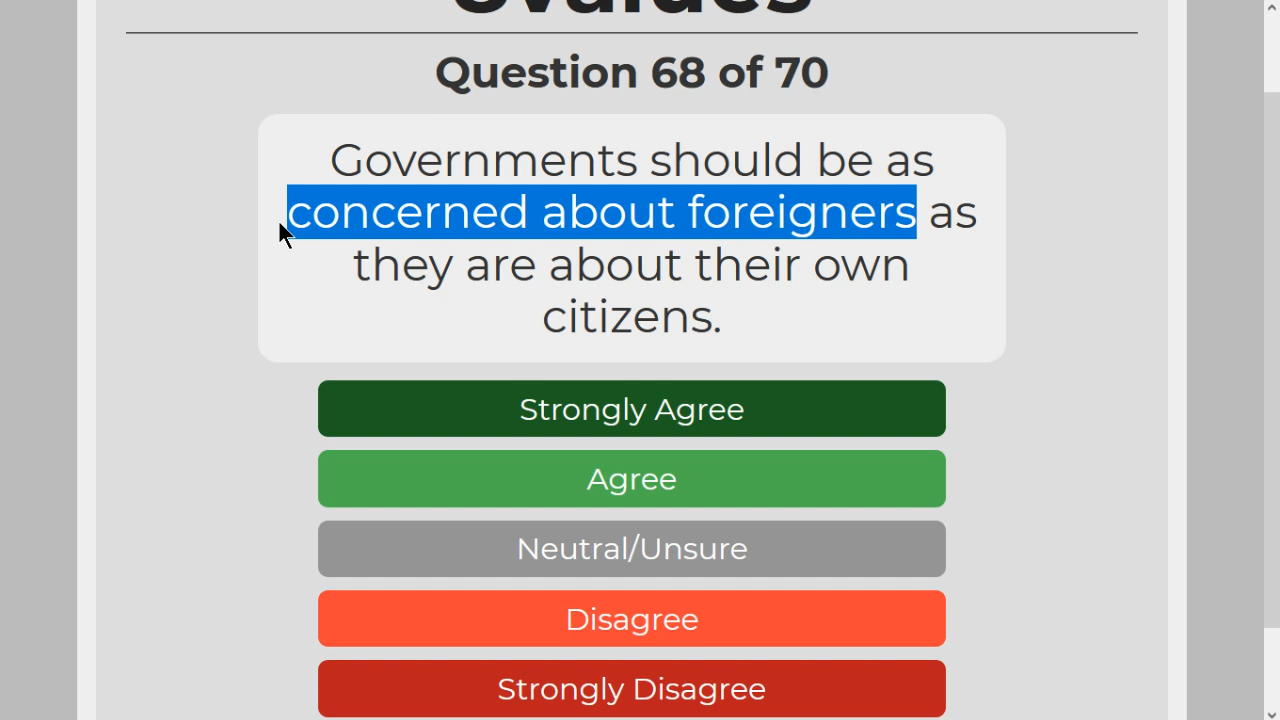 Question 68 of 70
Governments should be as
concerned about foreigners as
they are about their own
citizens.
Strongly Agree
Agree
Neutral/Unsure
Disagree
Strongly Disagree